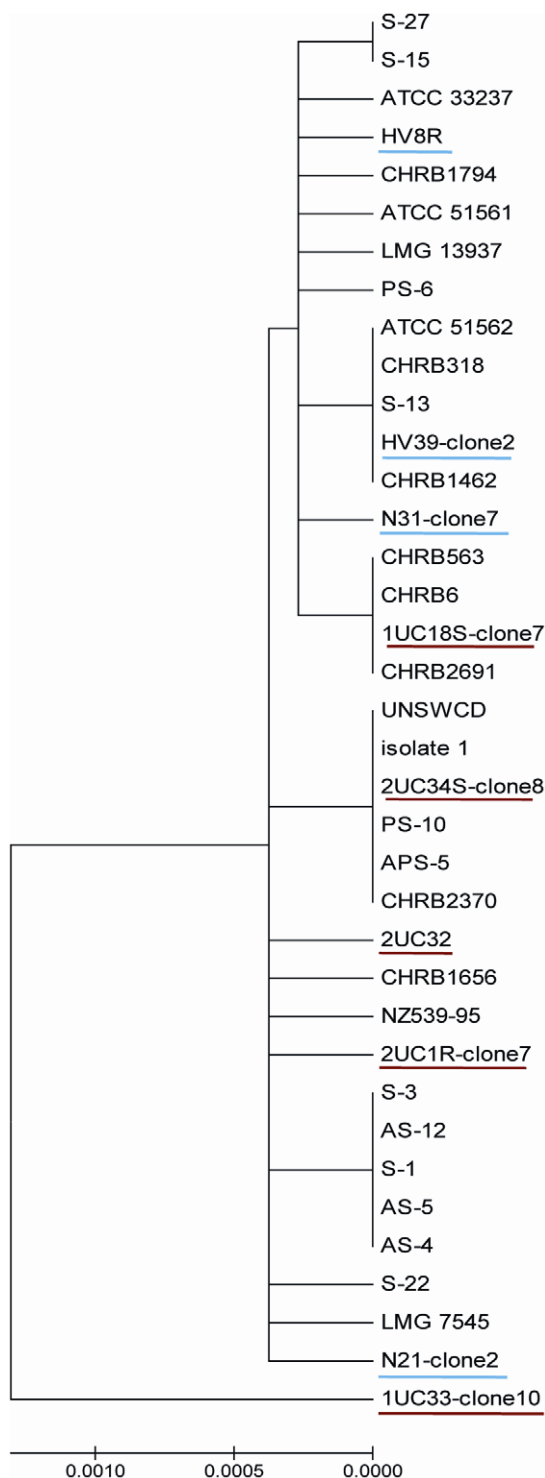 S-27
S-15
ATCC 33237
HV8R
CHRB1794
ATCC 51561
LMG 13937
PS-6
ATCC 51562
CHRB318
S-13
HV39-clone2
CHRB1462
N31-clone7
CHRB563
CHRB6
1UC18S-clone7
CHRB2691
UNSWCD
isolate 1
2UC34S-clone8
PS-10
APS-5
CHRB2370
2UC32
CHRB1656
NZ539-95
2UC1R-clone7
S-3
AS-12
S-1
AS-5
AS-4
S-22
LMG 7545
N21-clone2
1UC33-clone10
0.0010 0.0005 0.0000